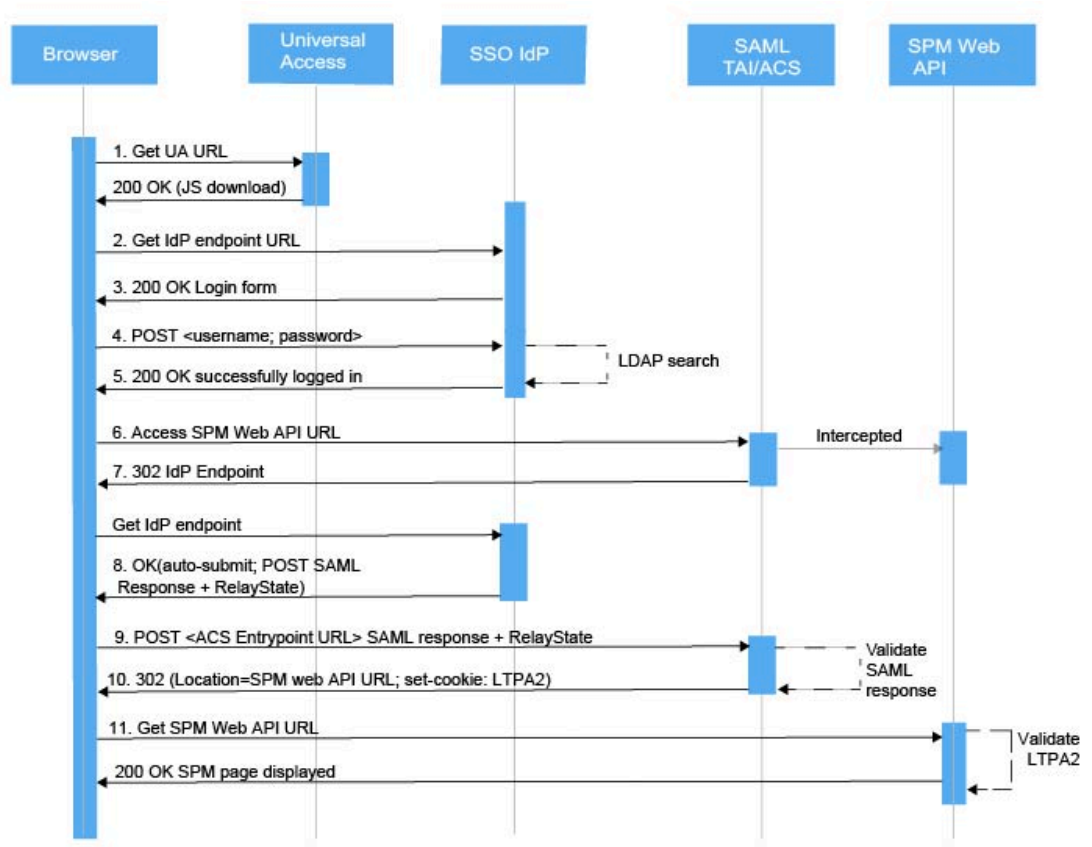 Browser
Universal
Access
SSO IdP
SAML
TAI/ACS
SPM Web
API
1. Get UA URL
200 OK (JS download)
2. Get IdP endpoint URL
3. 200 OK Login form
4. POST <username; password>
LDAP search
5. 200 OK successfully logged in
6. Access SPM Web API URL
Intercepted
7. 302 IdP Endpoint
Get IdP endpoint
8. OK(auto-submit; POST SAML
Response + RelayState)
9. POST <ACS Entrypoint URL> SAML response + RelayState
Validate
SAML
response
10. 302 (Location=SPM web API URL; set-cookie: LTPA2)
11. Get SPM Web API URL
Validate
LTPA2
200 OK SPM page displayed